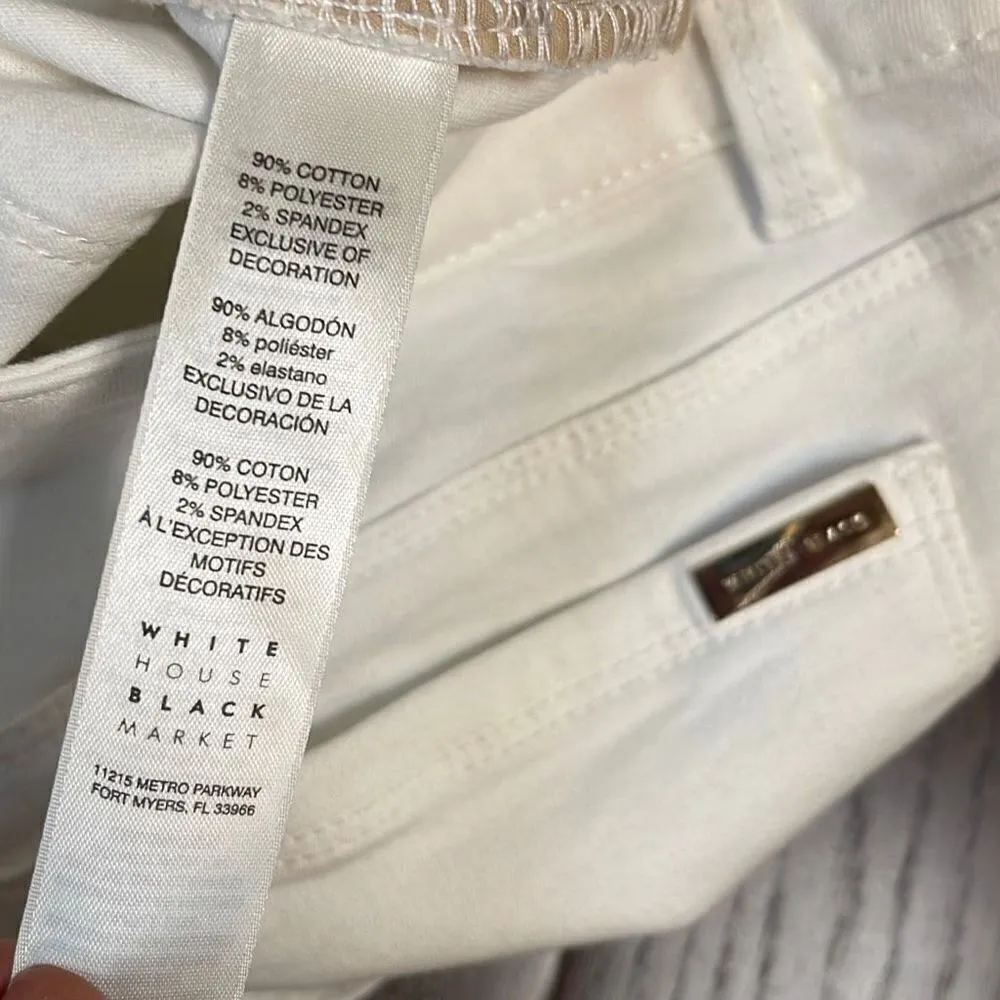 90% COTTON
8% POLYESTER
2% SPANDEX
EXCLUSIVE OF
DECORATION
90% ALGODÓN
8% poliéster
2% elastano
EXCLUSIVO DE LA
DECORACIÓN
90% COTON
8% POLYESTER
2% SPANDEX
À L'EXCEPTION DES
MOTIFS
DÉCORATIFS
WHITE
HOUSE
BLACK
MARKET
11215 METRO PARKWAY
FORT MYERS, FL 33966
WHITE BLACK